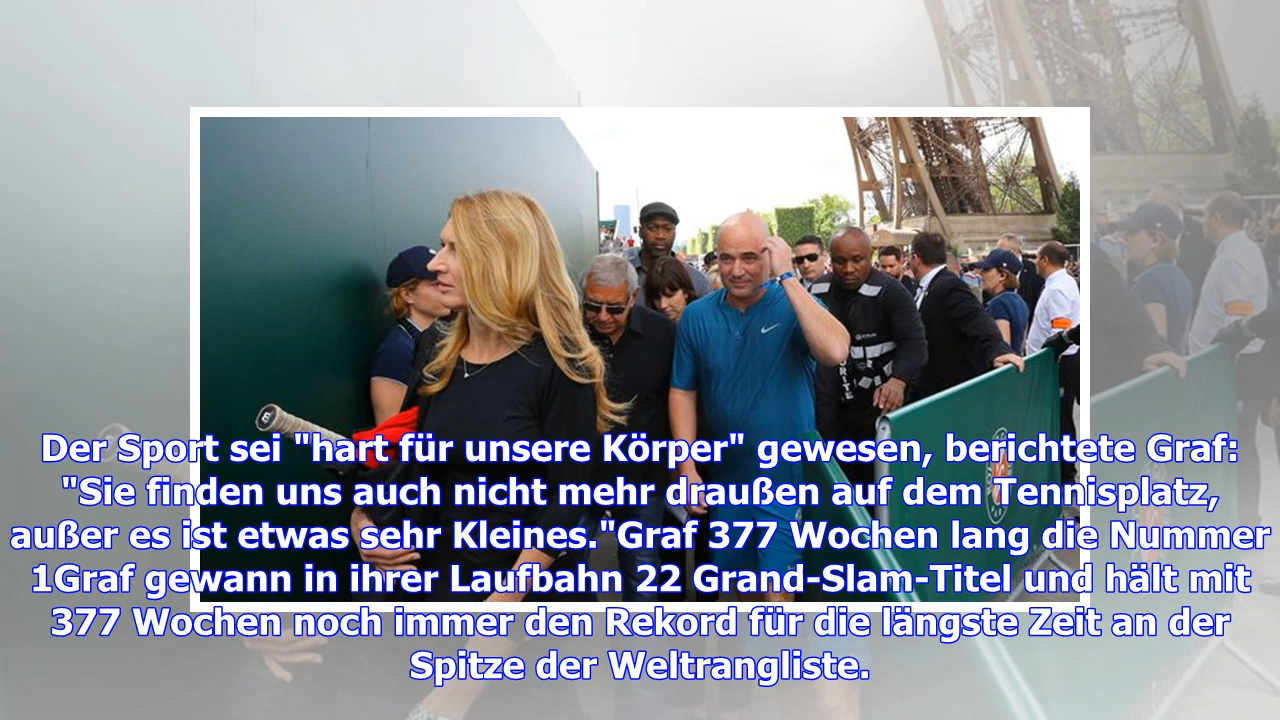 Der Sport sei "hart für unsere Körper" gewesen, berichtete Graf:
"Sie finden uns auch nicht mehr draußen auf dem Tennisplatz,
außer es ist etwas sehr Kleines."Graf 377 Wochen lang die Nummer
1Graf gewann in ihrer Laufbahn 22 Grand-Slam-Titel und hält mit
377 Wochen noch immer den Rekord für die längste Zeit an der
Spitze der Weltrangliste.